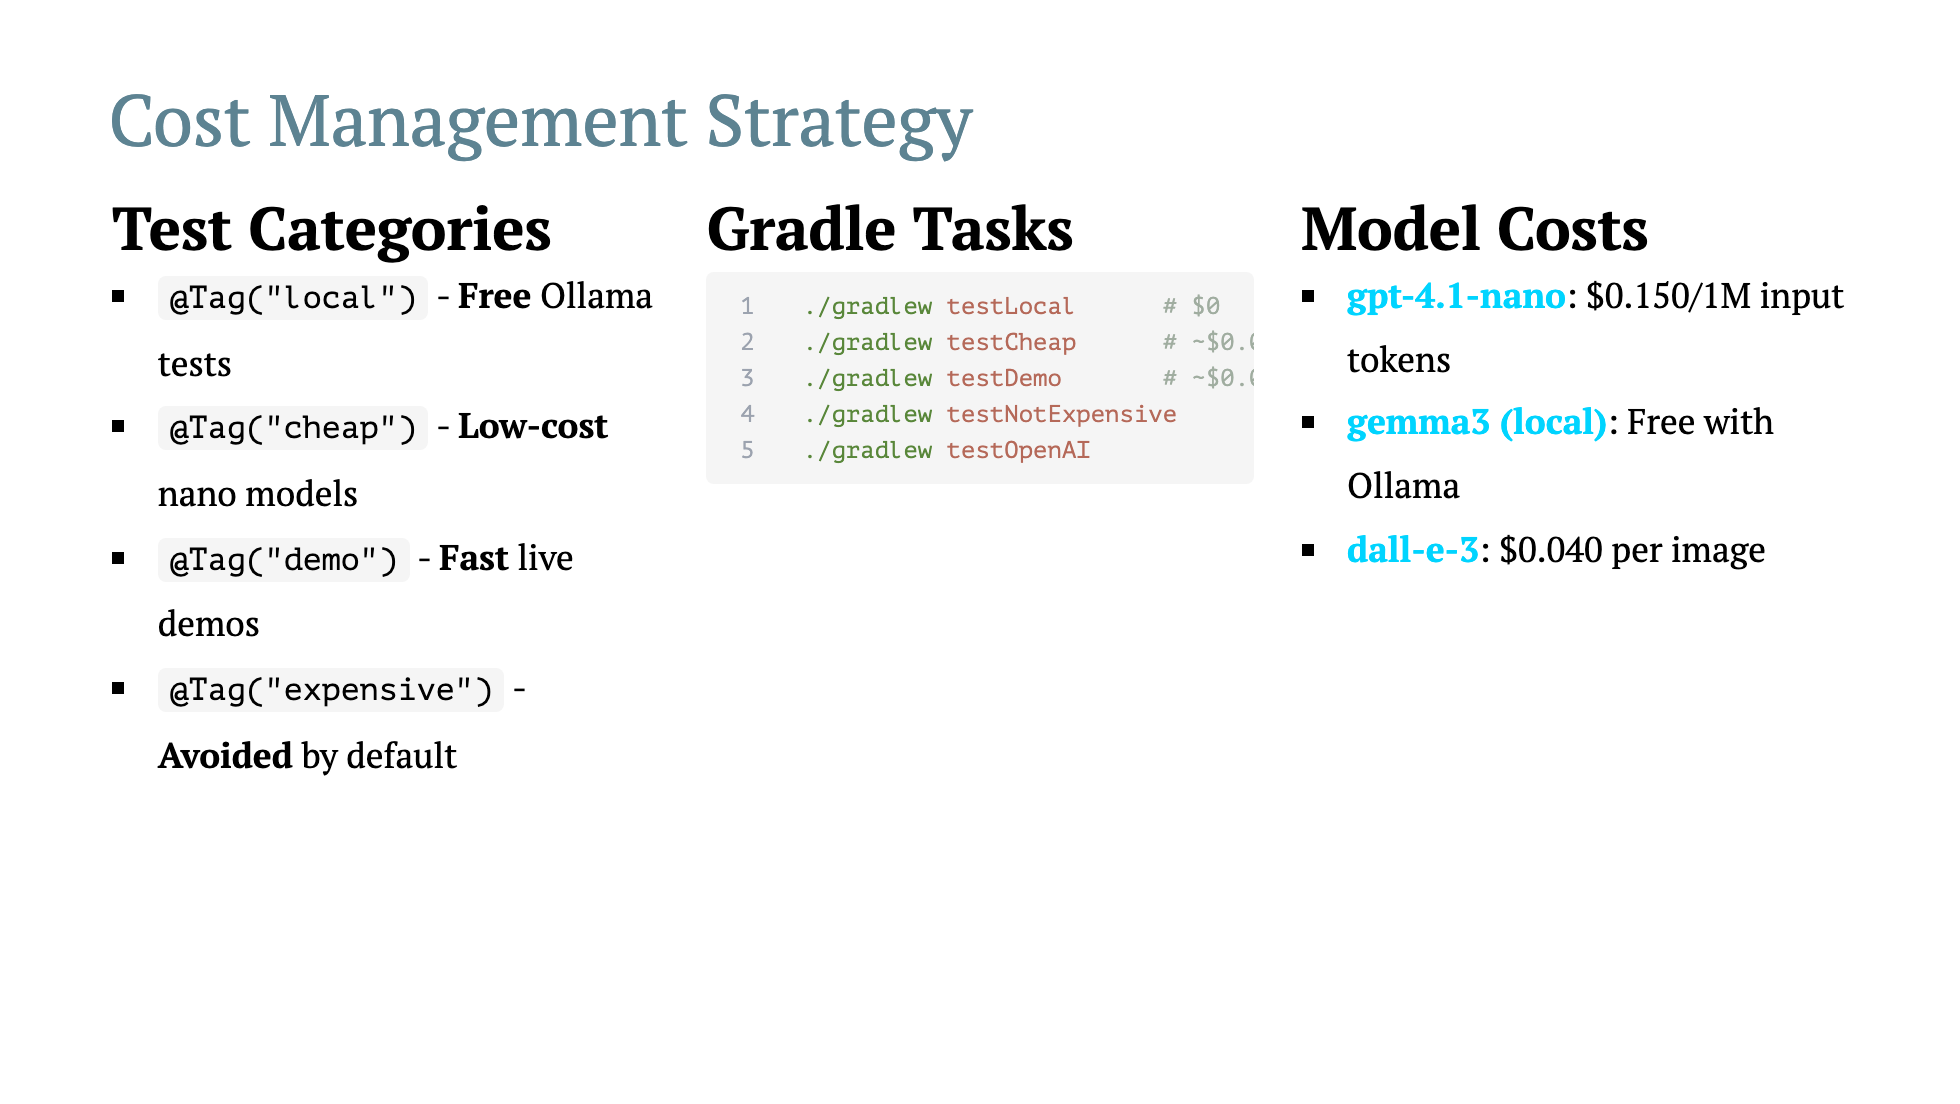 Cost Management Strategy
Test Categories
@Tag("local") - Free Ollama
tests
@Tag("cheap") - Low-cost
nano models
@Tag("demo") - Fast live
demos
@Tag("expensive") -
Avoided by default
Gradle Tasks
1 ./gradlew testLocal # $0
2 ./gradlew testCheap # ~$0.
3 ./gradlew testDemo # ~$0.
4 ./gradlew testNotExpensive
5 ./gradlew testOpenAI
Model Costs
gpt-4.1-nano: $0.150/1M input
tokens
gemma3 (local): Free with
Ollama
dall-e-3: $0.040 per image